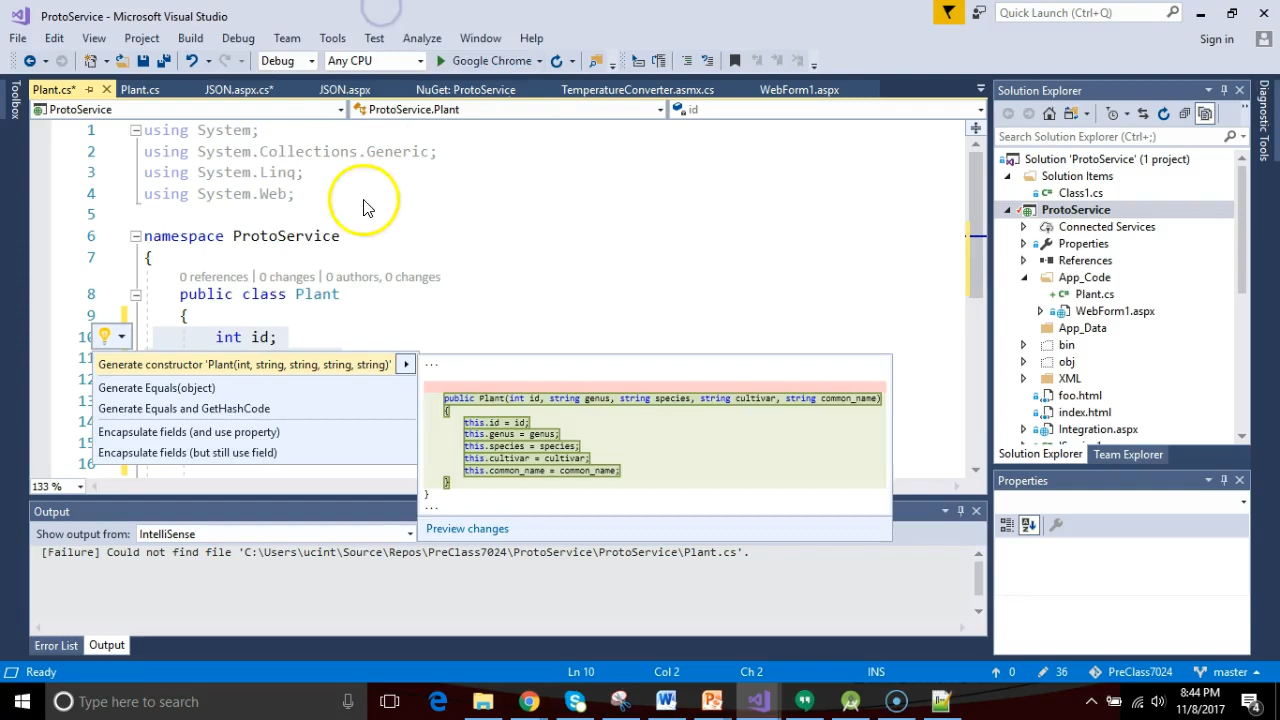 ProtoService - Microsoft Visual Studio
Quick Launch (Ctrl+Q)
File Edit View Project Build Debug Team Tools Test Analyze Window Help
Sign in
Debug Any CPU Google Chrome
Plant.cs* Plant.cs JSON.aspx.cs* JSON.aspx NuGet: ProtoService TemperatureConverter.asmx.cs WebForm1.aspx
ProtoService ProtoService.Plant id
Toolbox
1 using System;
2 using System.Collections.Generic;
3 using System.Linq;
4 using System.Web;
5
6 namespace ProtoService
7 {
0 references | 0 changes | 0 authors, 0 changes
8 public class Plant
9 {
10 int id;
11
12
13
14
15
16
Generate constructor 'Plant(int, string, string, string, string)'
Generate Equals(object)
Generate Equals and GetHashCode
Encapsulate fields (and use property)
Encapsulate fields (but still use field)
...
public Plant(int id, string genus, string species, string cultivar, string common_name)
{
this.id = id;
this.genus = genus;
this.species = species;
this.cultivar = cultivar;
this.common_name = common_name;
}
}
...
Preview changes
133 %
Output
Show output from: IntelliSense
[Failure] Could not find file 'C:\Users\ucint\Source\Repos\PreClass7024\ProtoService\ProtoService\Plant.cs'.
Error List Output
Solution Explorer
Search Solution Explorer (Ctrl+;)
Solution 'ProtoService' (1 project)
Solution Items
Class1.cs
ProtoService
Connected Services
Properties
References
App_Code
Plant.cs
WebForm1.aspx
App_Data
bin
obj
XML
foo.html
index.html
Integration.aspx
Solution Explorer Team Explorer
Properties
Diagnostic Tools
Ready Ln 10 Col 2 Ch 2 INS 0 36 PreClass7024 master
Type here to search
8:44 PM
11/8/2017
4